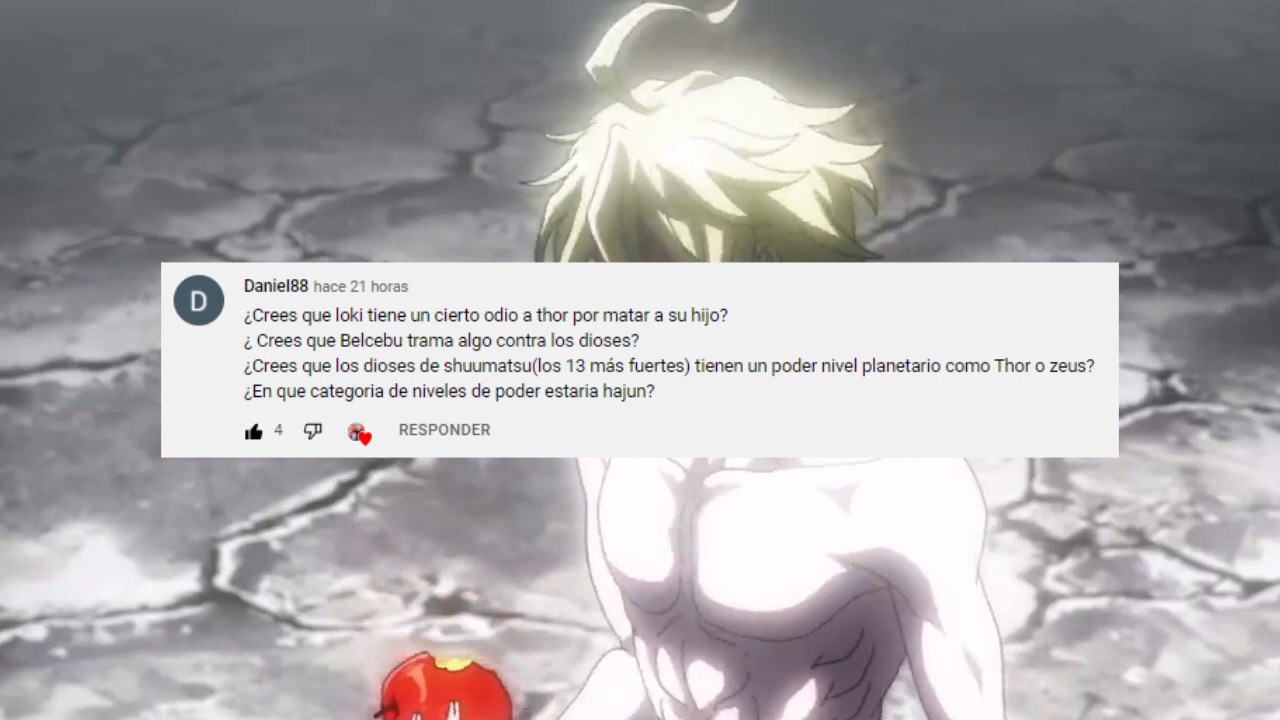 D
Daniel88 hace 21 horas
¿Crees que loki tiene un cierto odio a thor por matar a su hijo?
¿ Crees que Belcebu trama algo contra los dioses?
¿Crees que los dioses de shuumatsu(los 13 más fuertes) tienen un poder nivel planetario como Thor o zeus?
¿En que categoria de niveles de poder estaria hajun?
4 RESPONDER